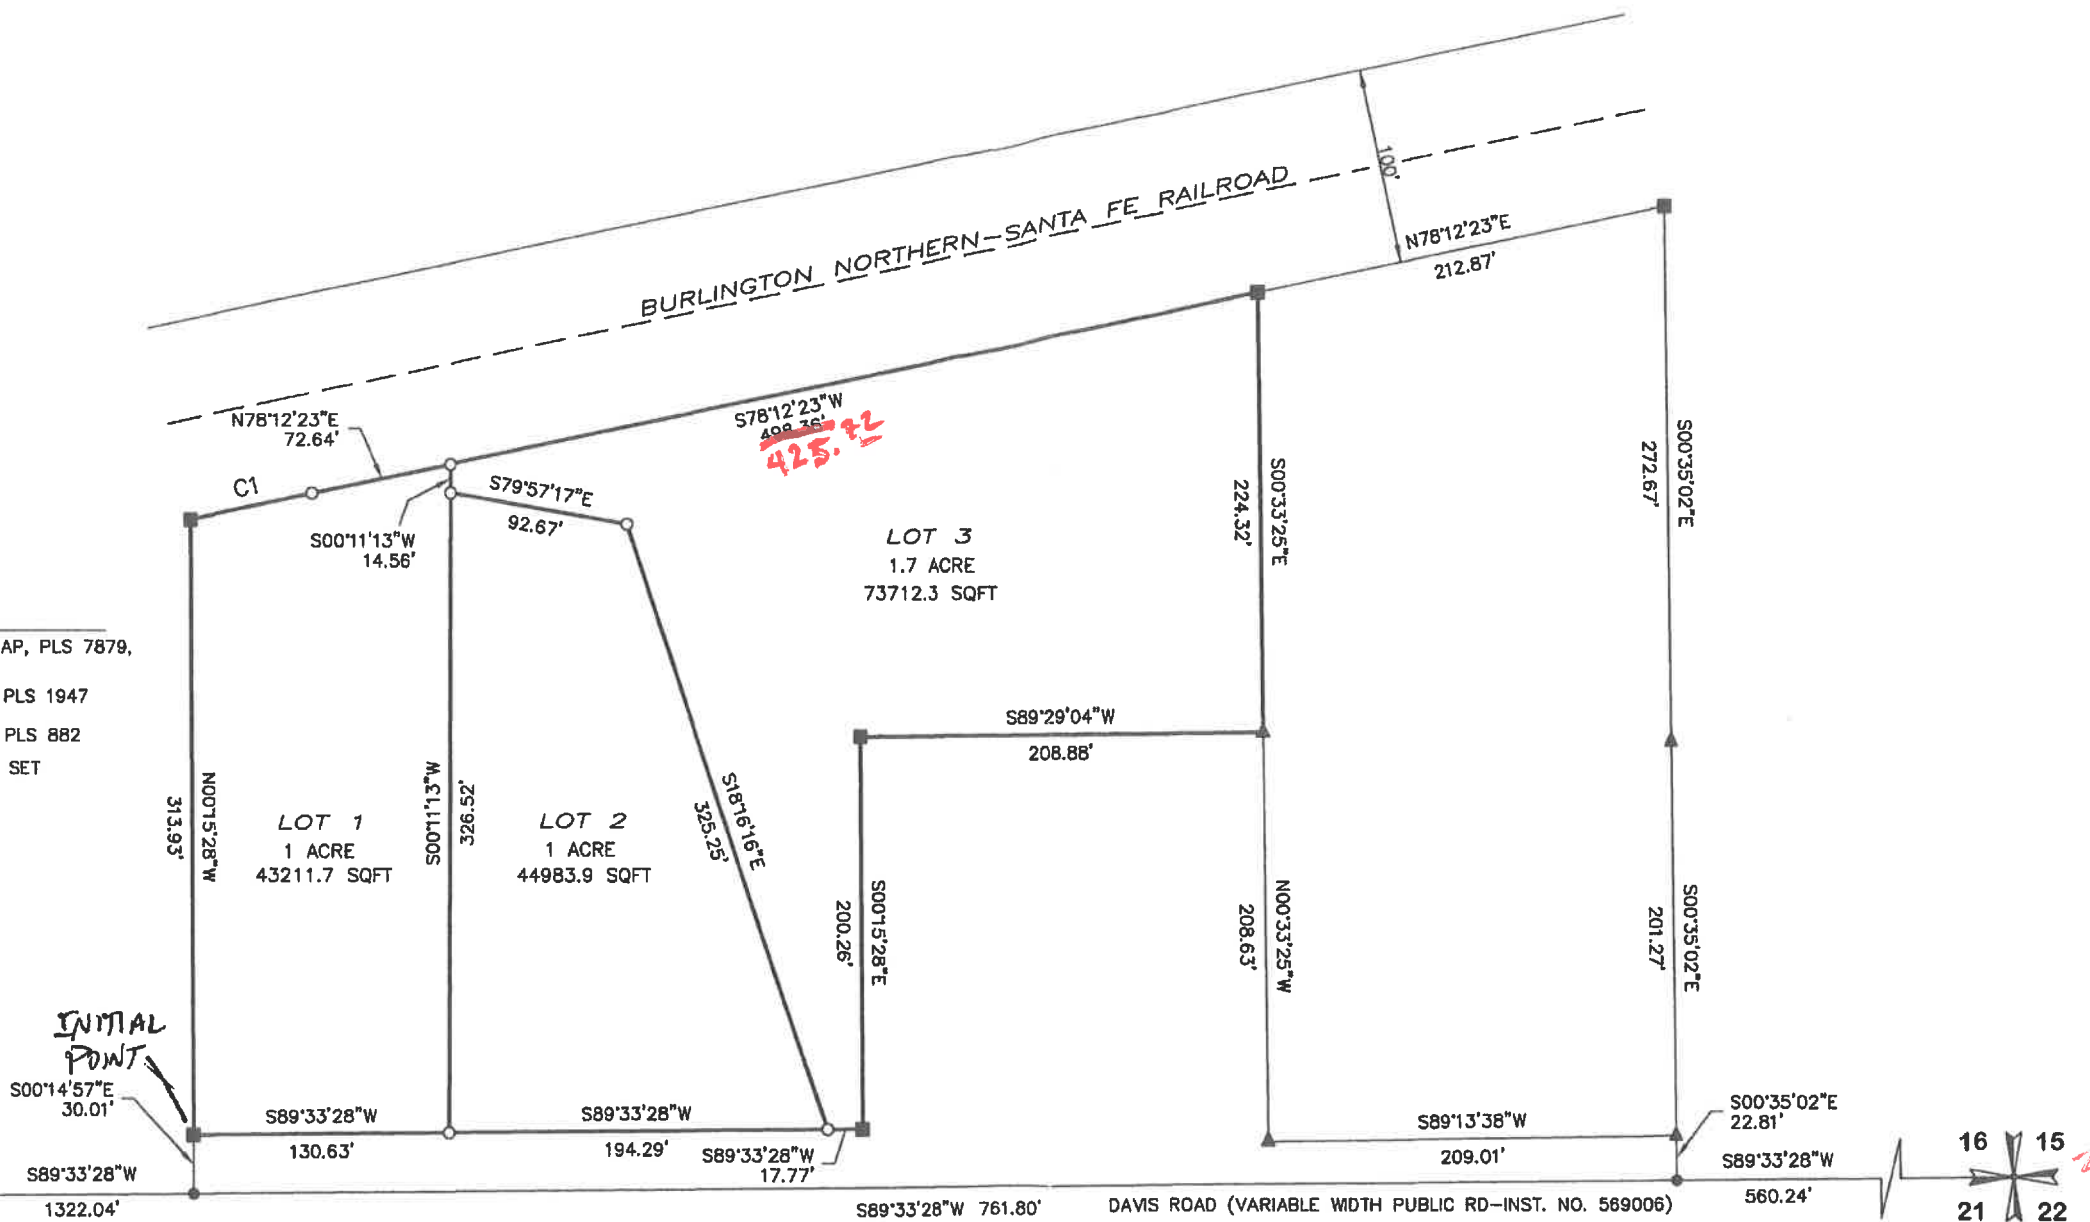 100'
BURLINGTON NORTHERN-SANTA FE RAILROAD
N78°12'23"E
212.87'
N78°12'23"E
72.64'
S78°12'23"W
498.36'
425.72
C1
S79°57'17"E
92.67'
S00°11'13"W
14.56'
LOT 3
1.7 ACRE
73712.3 SQFT
S00°33'25"E
224.32'
S00°35'02"E
272.67'
AP, PLS 7879,
PLS 1947
PLS 882
SET
S89°29'04"W
208.88'
N00°15'28"W
313.93'
LOT 1
1 ACRE
43211.7 SQFT
S00°11'13"W
326.52'
LOT 2
1 ACRE
44983.9 SQFT
S18°16'16"E
325.25'
S00°15'28"E
200.26'
N00°33'25"W
208.63'
S00°35'02"E
201.27'
INITIAL
POINT
S00°14'57"E
30.01'
S89°33'28"W
130.63'
S89°33'28"W
194.29'
S89°33'28"W
17.77'
S89°13'38"W
209.01'
S00°35'02"E
22.81'
S89°33'28"W
1322.04'
S89°33'28"W 761.80'
DAVIS ROAD (VARIABLE WIDTH PUBLIC RD-INST. NO. 569006)
S89°33'28"W
560.24'
16 15
21 22